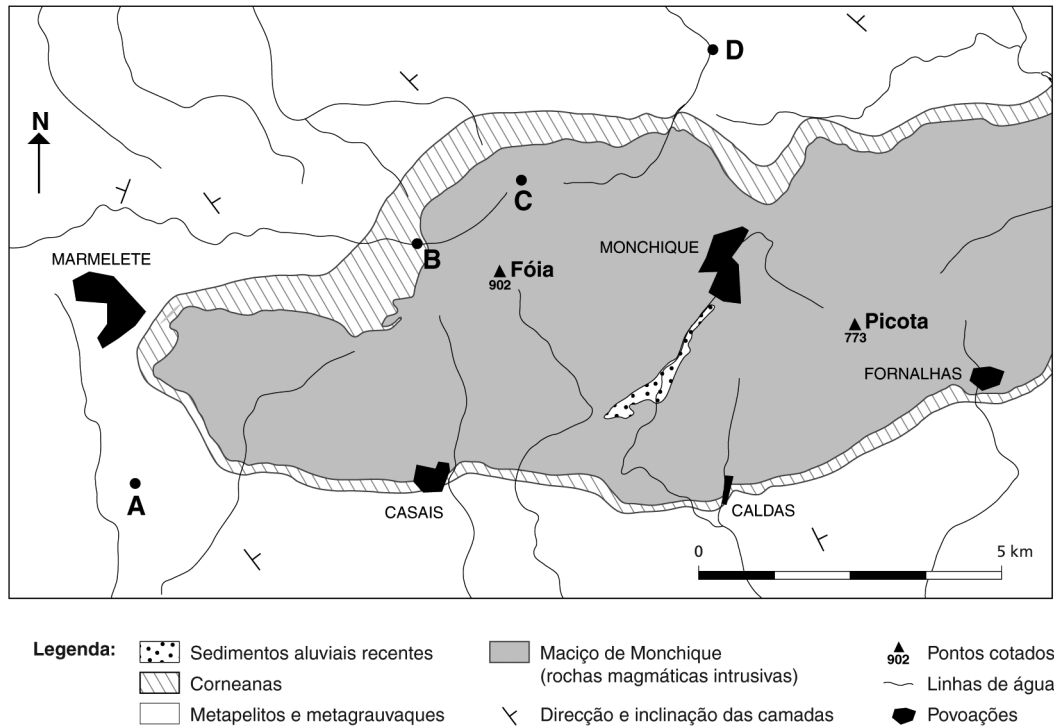 D
N
C
MONCHIQUE
B
MARMELETE
Fóia
902
Picota
773
FORNALHAS
A
CASAIS
CALDAS
0 5 km
Legenda:
Sedimentos aluviais recentes
Corneanas
Metapelitos e metagrauvaques
Maciço de Monchique
(rochas magmáticas intrusivas)
Direcção e inclinação das camadas
902 Pontos cotados
Linhas de água
Povoações